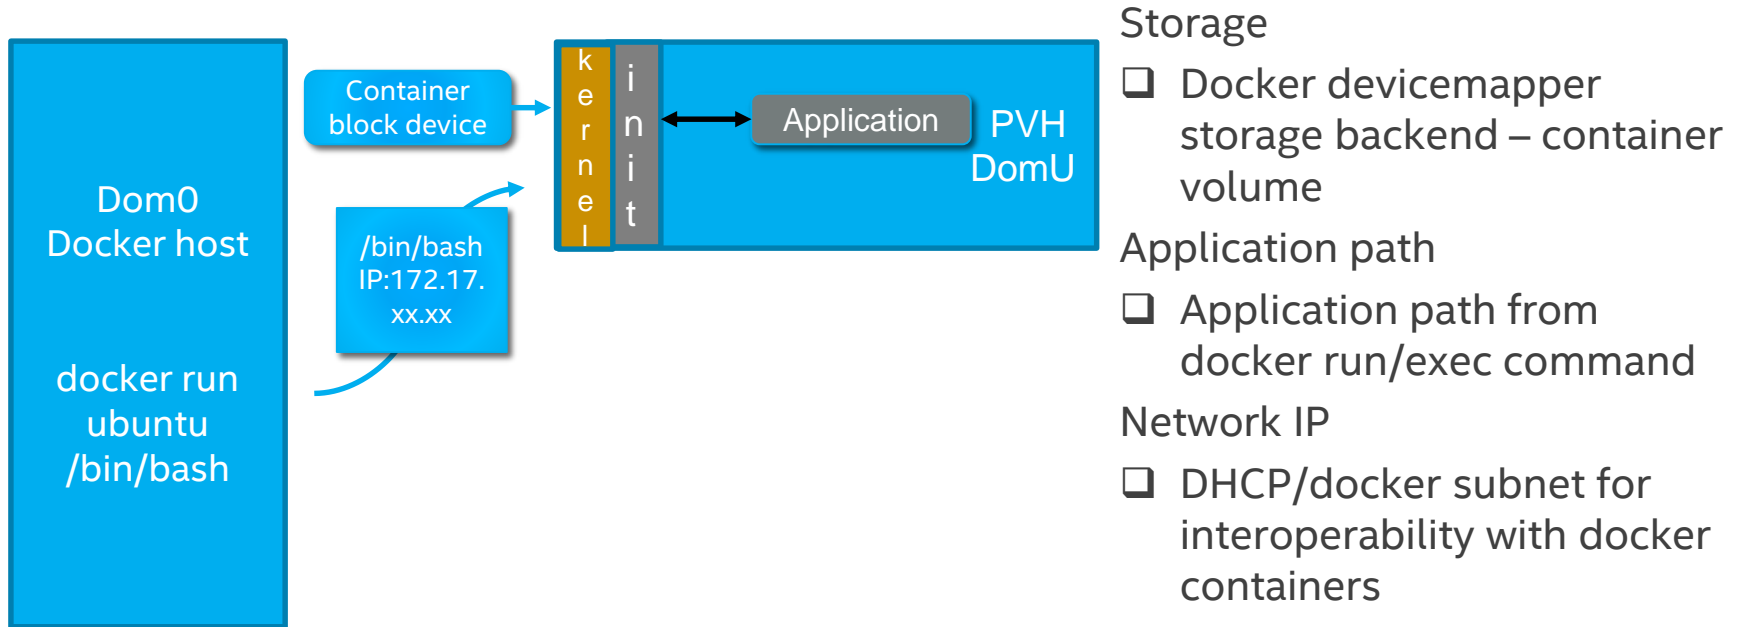 Dom0
Docker host
docker run
ubuntu
/bin/bash
Container
block device
/bin/bash
IP:172.17.
xx.xx
kernel
init
Application
PVH
DomU
Storage
❑ Docker devicemapper
storage backend – container
volume
Application path
❑ Application path from
docker run/exec command
Network IP
❑ DHCP/docker subnet for
interoperability with docker
containers